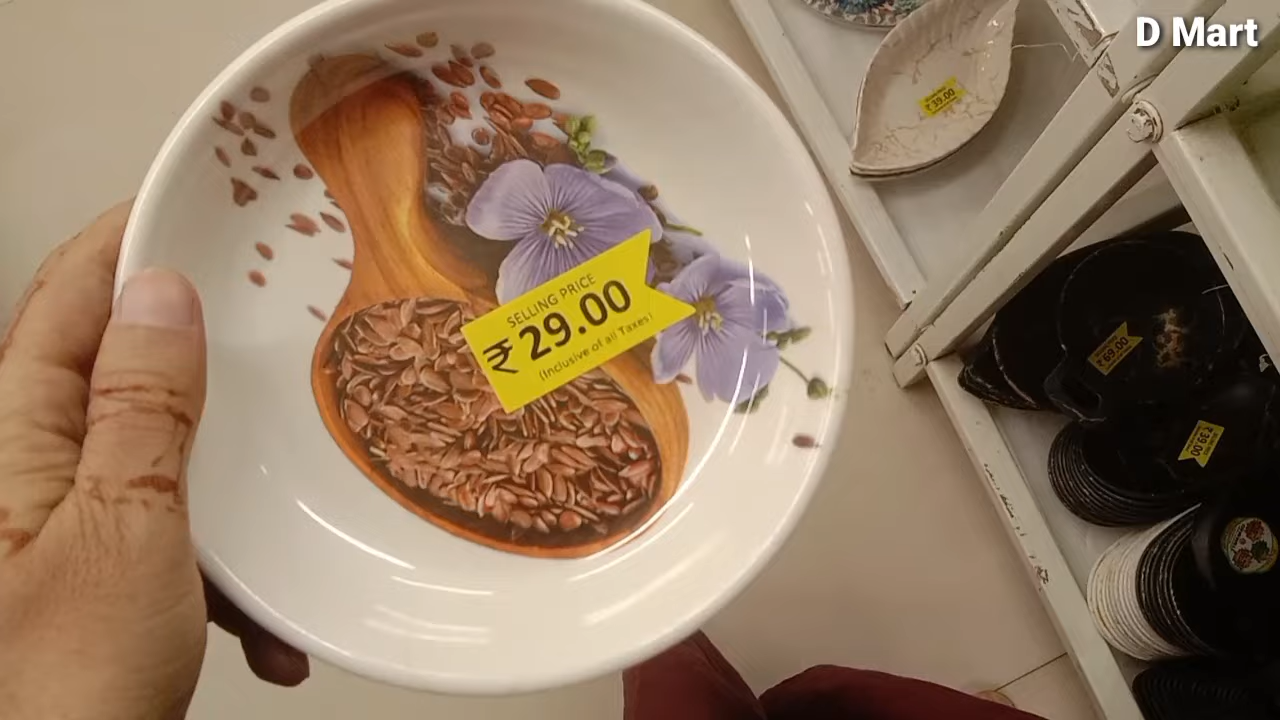 D Mart
₹39.00
SELLING PRICE
₹29.00
(Inclusive of all Taxes)
₹69.00
₹39.00